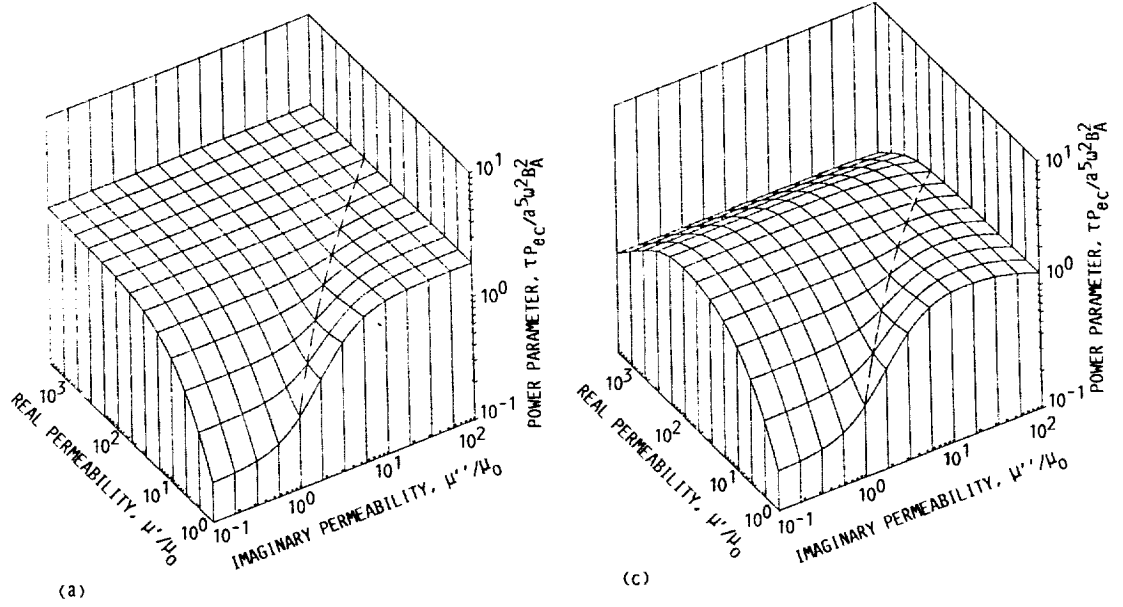 10¹
10⁰
10⁻¹
POWER PARAMETER, τP_ec/a⁵ω²B_A²
10³
10²
10¹
10⁰
REAL PERMEABILITY, μ'/μ₀
10⁻¹
10⁰
10¹
10²
IMAGINARY PERMEABILITY, μ''/μ₀
(a)
10¹
10⁰
10⁻¹
POWER PARAMETER, τP_ec/a⁵ω²B_A²
10³
10²
10¹
10⁰
REAL PERMEABILITY, μ'/μ₀
10⁻¹
10⁰
10¹
10²
IMAGINARY PERMEABILITY, μ''/μ₀
(c)